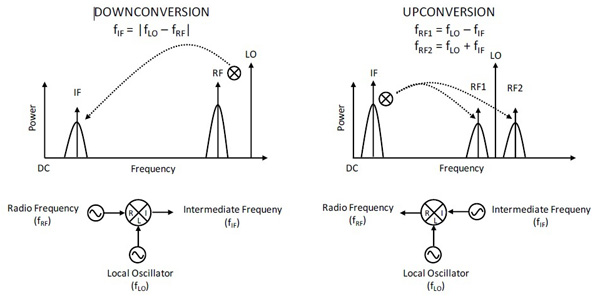 DOWNCONVERSION
fIF = |fLO – fRF|
LO
RF
IF
Power
DC
Frequency
Radio Frequency
(fRF)
R
I
L
Intermediate Frequeny
(fIF)
Local Oscillator
(fLO)
UPCONVERSION
fRF1 = fLO – fIF
fRF2 = fLO + fIF
LO
IF
RF1
RF2
Power
DC
Frequency
Radio Frequency
(fRF)
R
I
L
Intermediate Frequeny
(fIF)
Local Oscillator
(fLO)